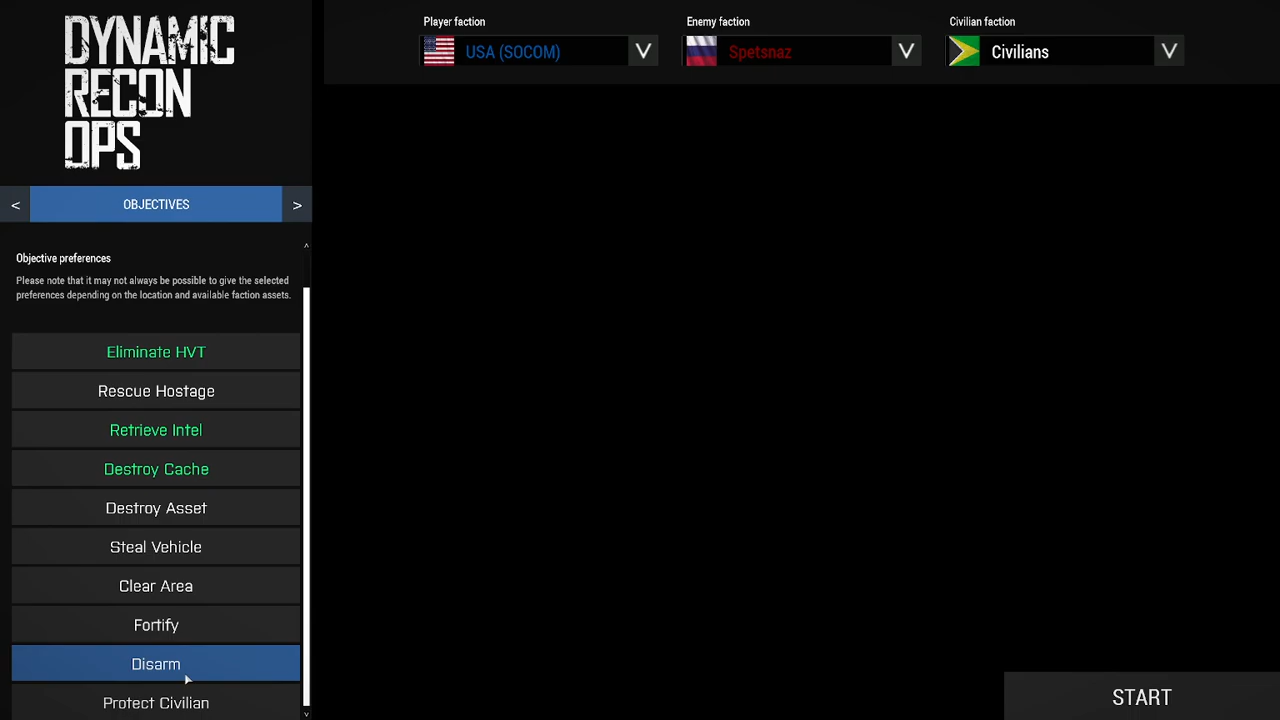 DYNAMIC
RECON
OPS
Player faction
USA (SOCOM)
V
Enemy faction
Spetsnaz
V
Civilian faction
Civilians
V
<
OBJECTIVES
>
Objective preferences
Please note that it may not always be possible to give the selected
preferences depending on the location and available faction assets.
Eliminate HVT
Rescue Hostage
Retrieve Intel
Destroy Cache
Destroy Asset
Steal Vehicle
Clear Area
Fortify
Disarm
Protect Civilian
START